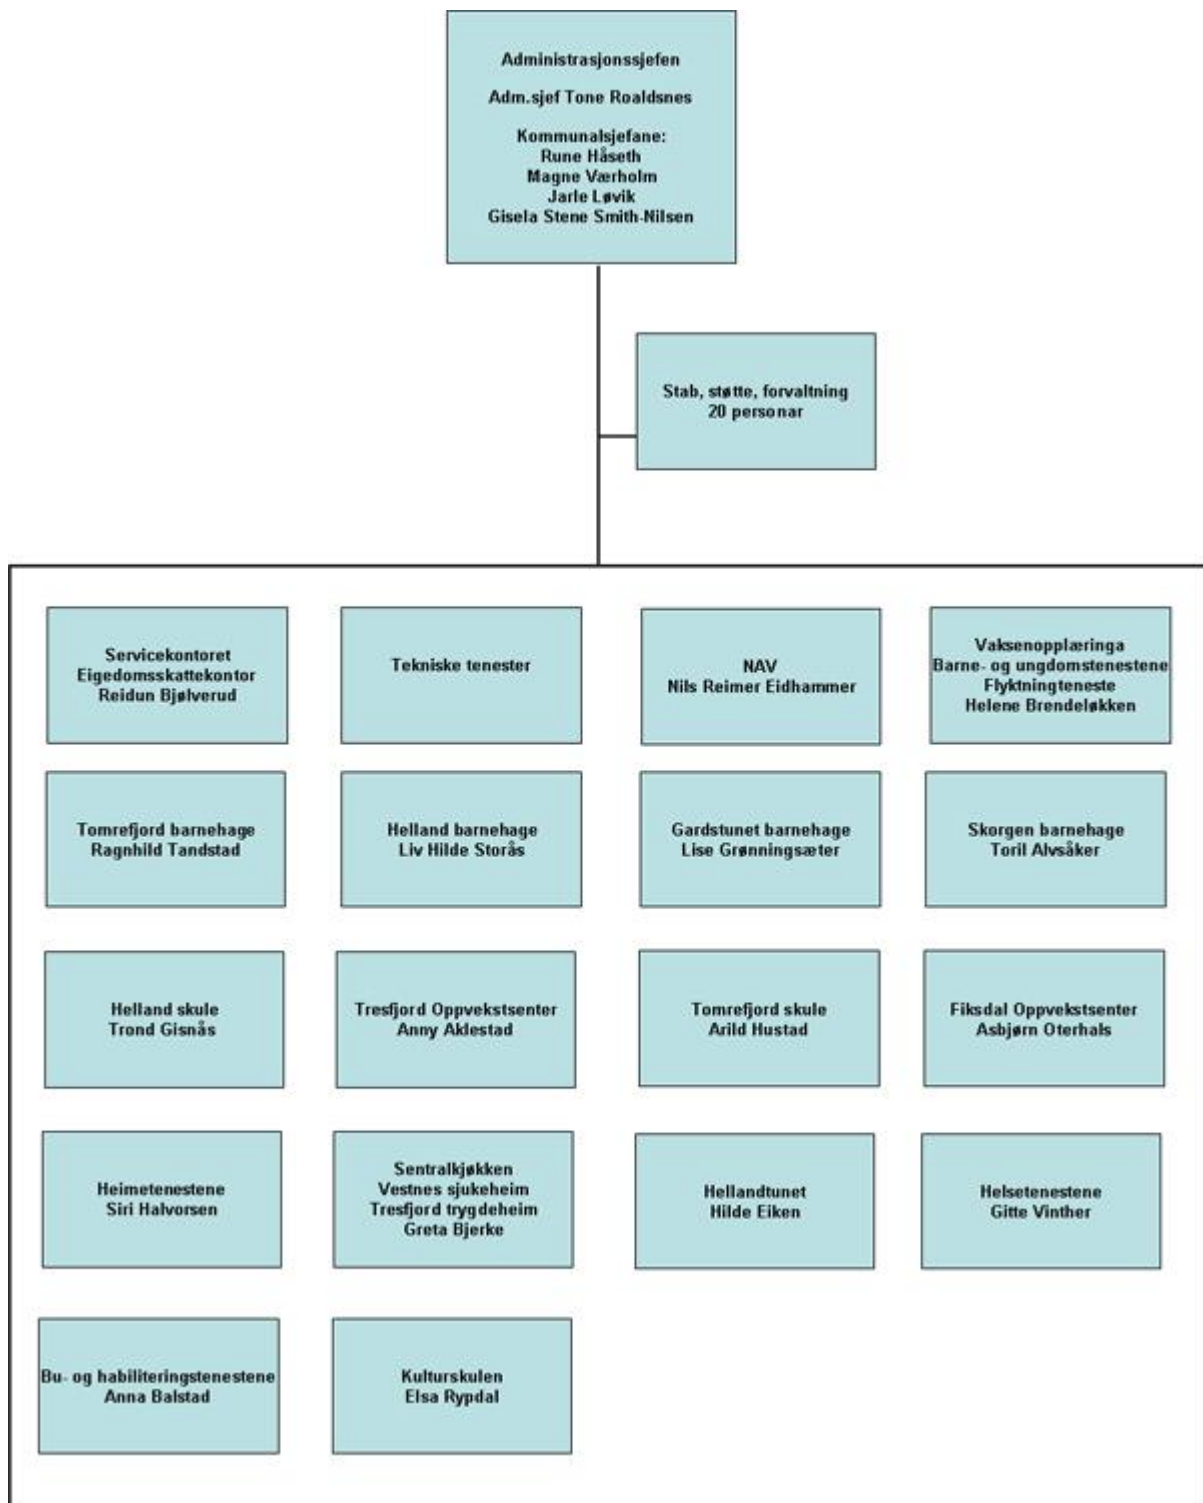 Administrasjonssjefen
Adm.sjef Tone Roaldsnes
Kommunalsjefane:
Rune Håseth
Magne Værholm
Jarle Løvik
Gisela Stene Smith-Nilsen
Stab, støtte, forvaltning
20 personar
Servicekontoret
Eigedomsskattekontor
Reidun Bjølverud
Tekniske tenester
NAV
Nils Reimer Eidhammer
Vaksenopplæringa
Barne- og ungdomstenestene
Flyktningteneste
Helene Brendeløkken
Tomrefjord barnehage
Ragnhild Tandstad
Helland barnehage
Liv Hilde Storås
Gardstunet barnehage
Lise Grønningsæter
Skorgen barnehage
Toril Alvsåker
Helland skule
Trond Gisnås
Tresfjord Oppvekstsenter
Anny Aklestad
Tomrefjord skule
Arild Hustad
Fiksdal Oppvekstsenter
Asbjørn Oterhals
Heimetenestene
Siri Halvorsen
Sentralkjøkken
Vestnes sjukeheim
Tresfjord trygdeheim
Greta Bjerke
Hellandtunet
Hilde Eiken
Helsetenestene
Gitte Vinther
Bu- og habiliteringstenestene
Anna Balstad
Kulturskulen
Elsa Rypdal